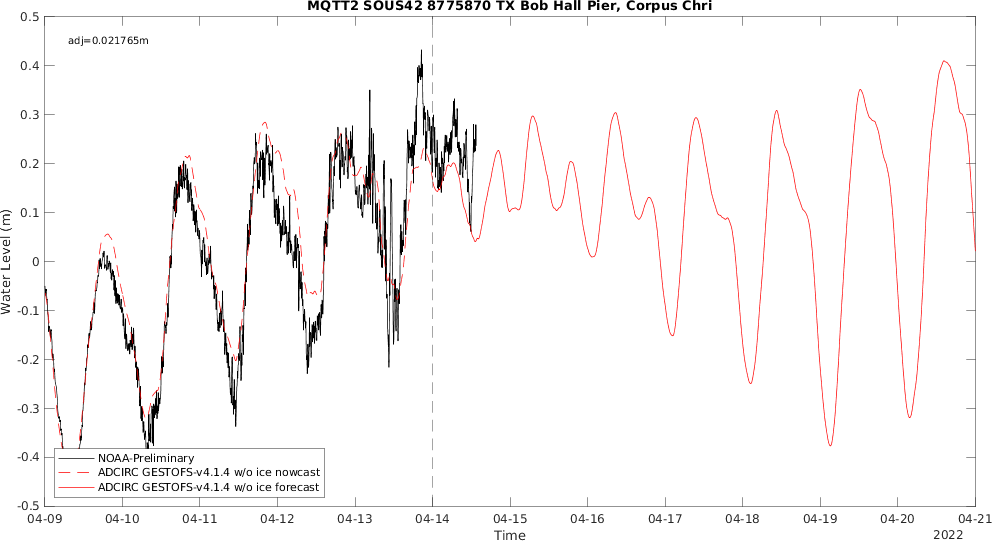 MQTT2 SOUS42 8775870 TX Bob Hall Pier, Corpus Chri
adj=0.021765m
0.5
0.4
0.3
0.2
0.1
0
-0.1
-0.2
-0.3
-0.4
-0.5
Water Level (m)
NOAA-Preliminary
ADCIRC GESTOFS-v4.1.4 w/o ice nowcast
ADCIRC GESTOFS-v4.1.4 w/o ice forecast
04-09 04-10 04-11 04-12 04-13 04-14 04-15 04-16 04-17 04-18 04-19 04-20 04-21
Time
2022